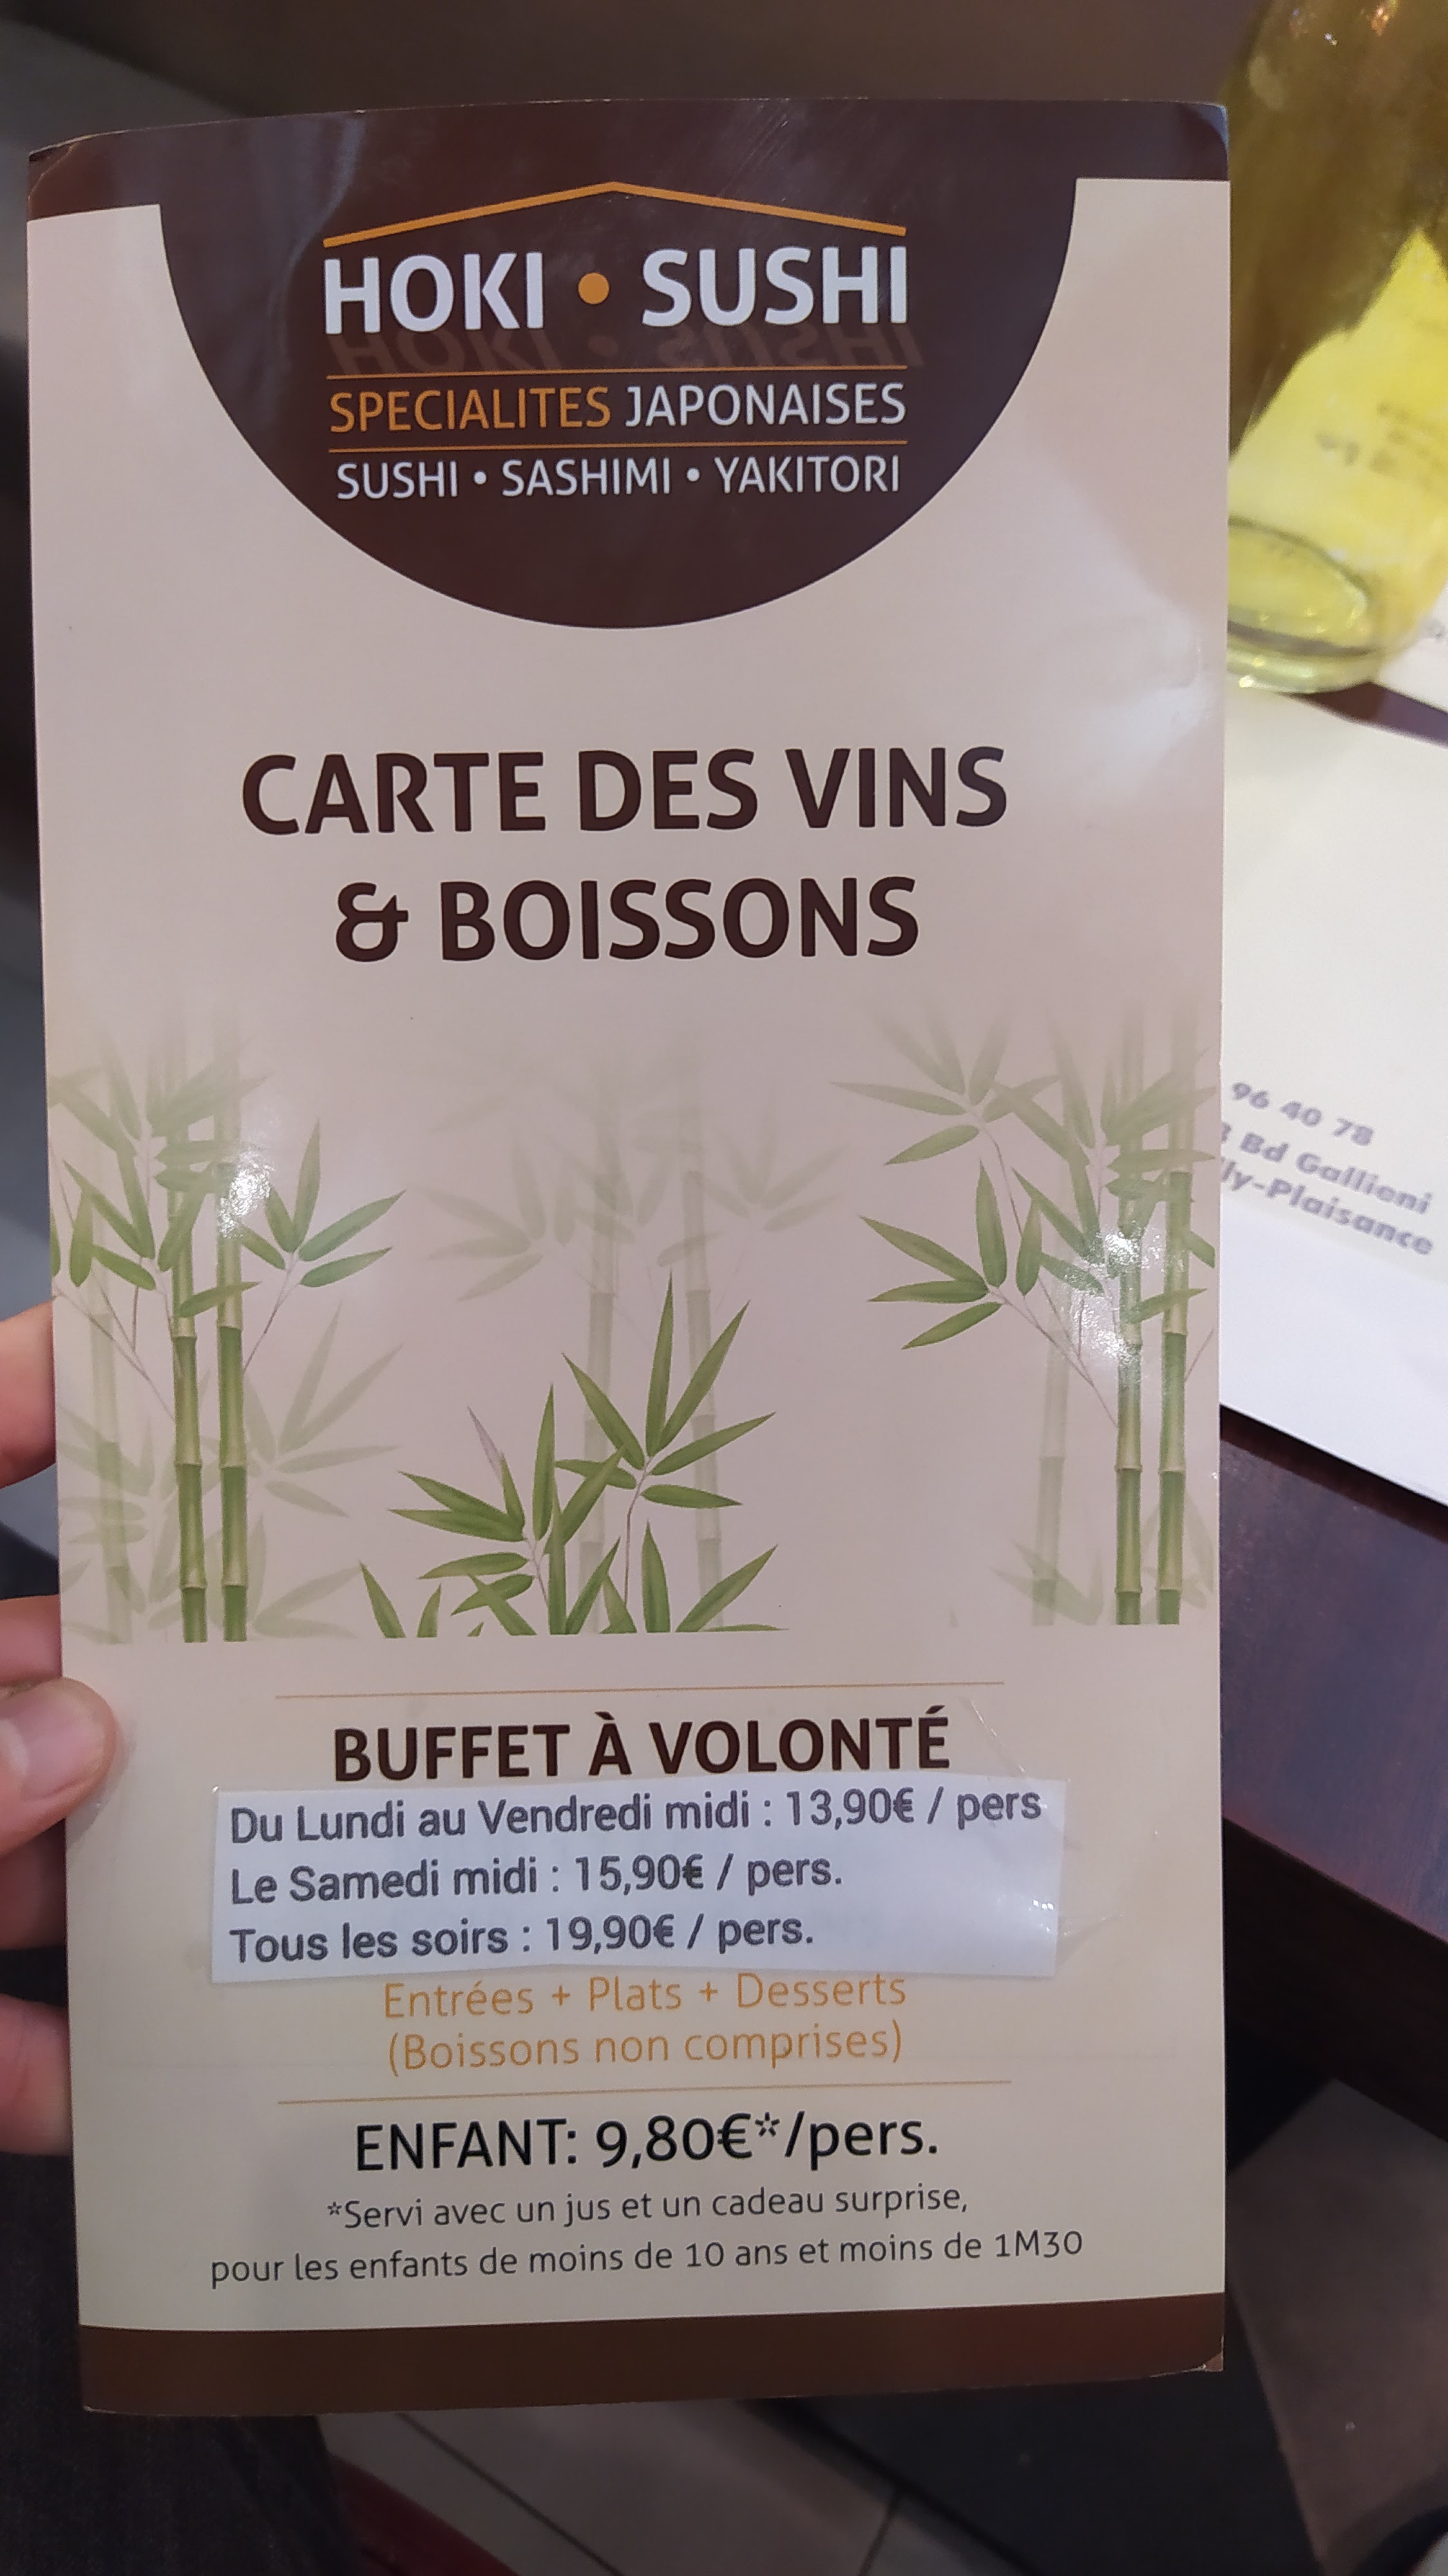 HOKI • SUSHI
SPECIALITES JAPONAISES
SUSHI • SASHIMI • YAKITORI
CARTE DES VINS
& BOISSONS
96 40 78
Bd Gallieni
ly-Plaisance
BUFFET À VOLONTÉ
Du Lundi au Vendredi midi : 13,90€ / pers
Le Samedi midi : 15,90€ / pers.
Tous les soirs : 19,90€ / pers.
Entrées + Plats + Desserts
(Boissons non comprises)
ENFANT: 9,80€*/pers.
*Servi avec un jus et un cadeau surprise,
pour les enfants de moins de 10 ans et moins de 1M30